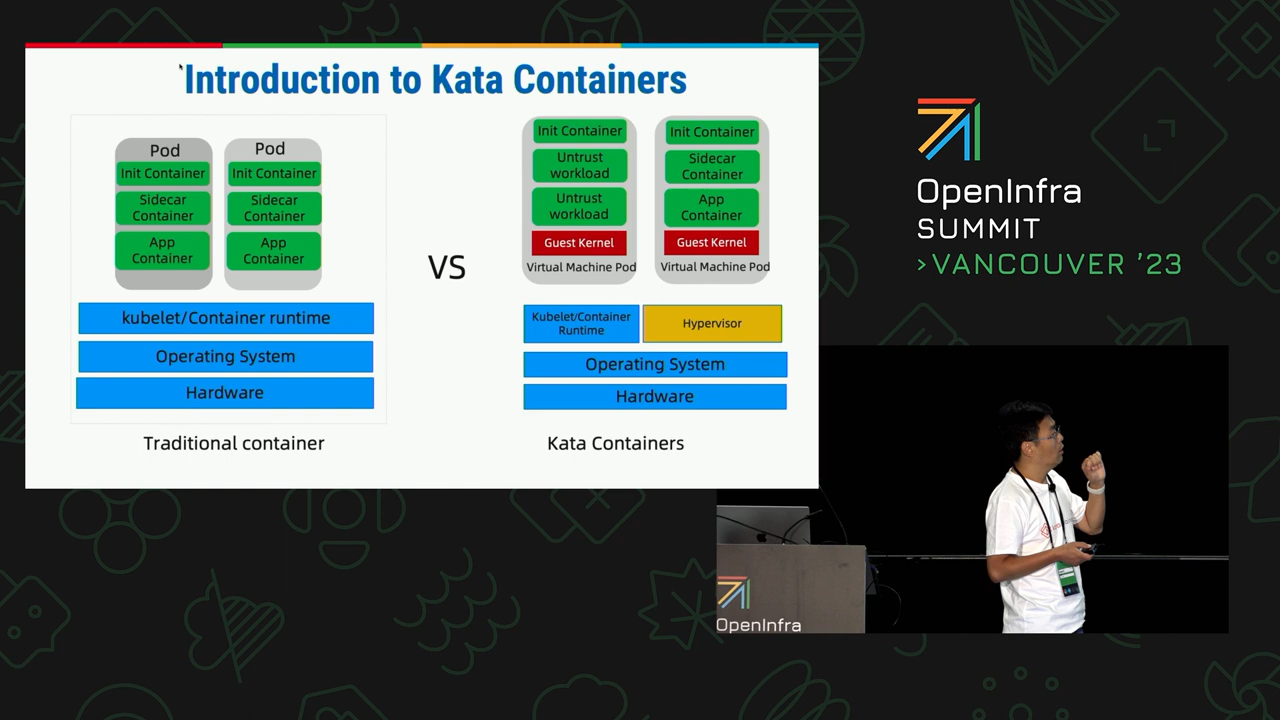 Introduction to Kata Containers
Pod
Init Container
Sidecar
Container
App
Container
Pod
Init Container
Sidecar
Container
App
Container
kubelet/Container runtime
Operating System
Hardware
Traditional container
VS
Init Container
Untrust
workload
Untrust
workload
Guest Kernel
Virtual Machine Pod
Init Container
Sidecar
Container
App
Container
Guest Kernel
Virtual Machine Pod
Kubelet/Container
Runtime
Hypervisor
Operating System
Hardware
Kata Containers
OpenInfra
SUMMIT
>VANCOUVER ’23
OpenInfra